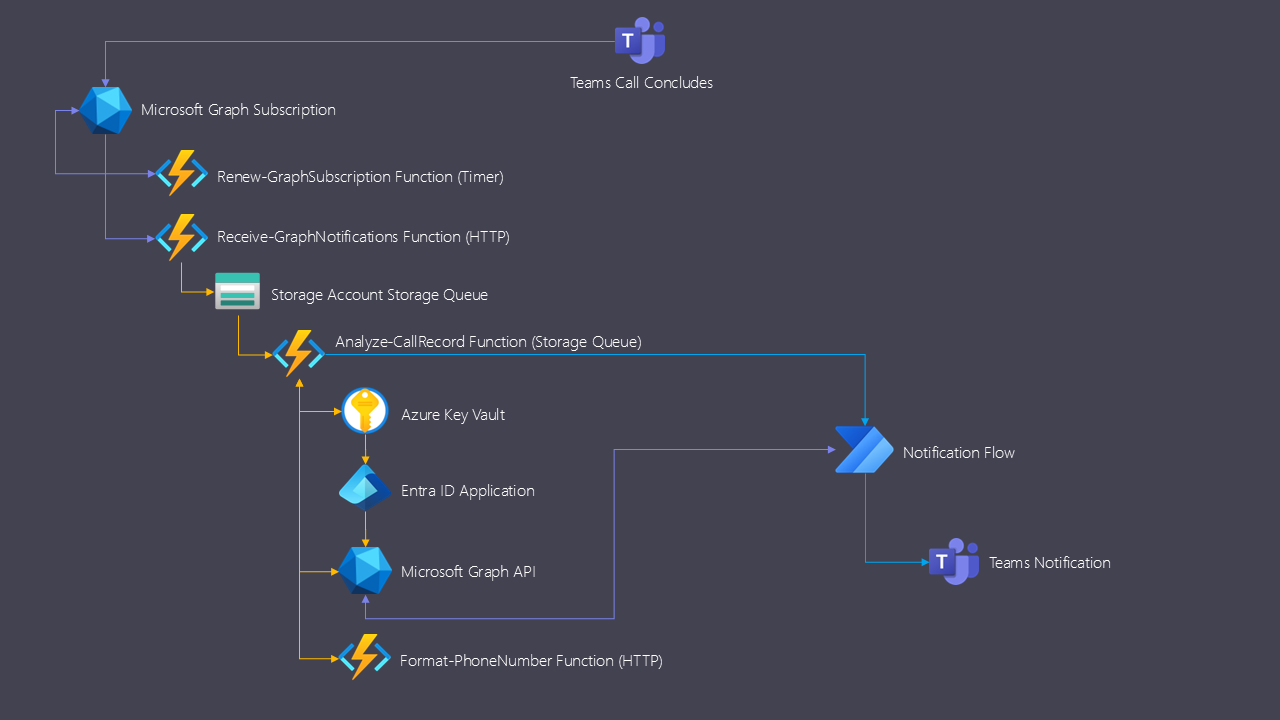 T
Teams Call Concludes
Microsoft Graph Subscription
Renew-GraphSubscription Function (Timer)
Receive-GraphNotifications Function (HTTP)
Storage Account Storage Queue
Analyze-CallRecord Function (Storage Queue)
Azure Key Vault
Notification Flow
Entra ID Application
T
Teams Notification
Microsoft Graph API
Format-PhoneNumber Function (HTTP)